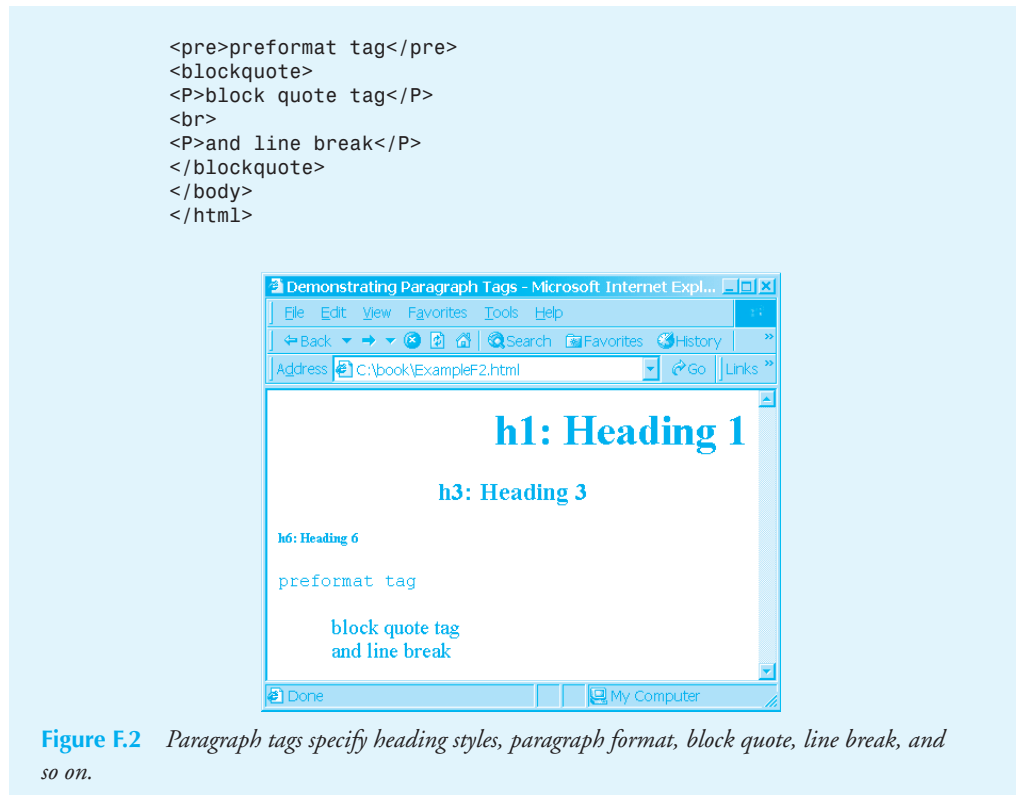 <pre>preformat tag</pre>
<blockquote>
<P>block quote tag</P>
<br>
<P>and line break</P>
</blockquote>
</body>
</html>
Demonstrating Paragraph Tags - Microsoft Internet Expl...
File Edit View Favorites Tools Help
Back Search Favorites History »
Address C:\book\ExampleF2.html Go Links »
h1: Heading 1
h3: Heading 3
h6: Heading 6
preformat tag
block quote tag
and line break
Done My Computer
Figure F.2 Paragraph tags specify heading styles, paragraph format, block quote, line break, and
so on.